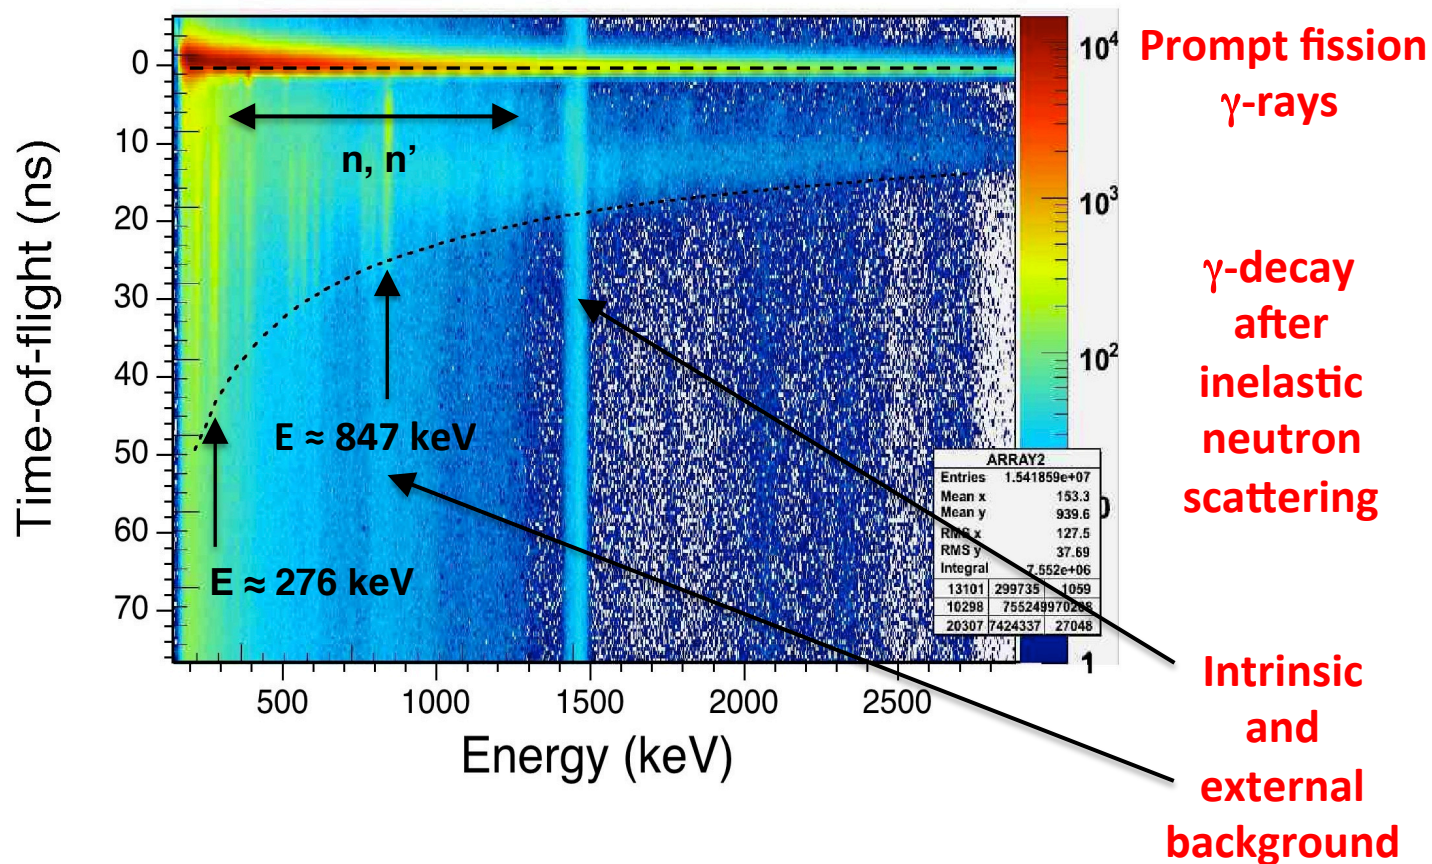 Prompt fission
γ-rays
γ-decay
after
inelastic
neutron
scattering
Intrinsic
and
external
background
Time-of-flight (ns)
0
10
20
30
40
50
60
70
n, n’
E ≈ 847 keV
E ≈ 276 keV
10⁴
10³
10²
1
ARRAY2
Entries 1.541859e+07
Mean x 153.3
Mean y 939.6
RMS x 127.5
RMS y 37.69
Integral 7.552e+06
13101 299735 1059
10298
20307 7424337 27048
500 1000 1500 2000 2500
Energy (keV)